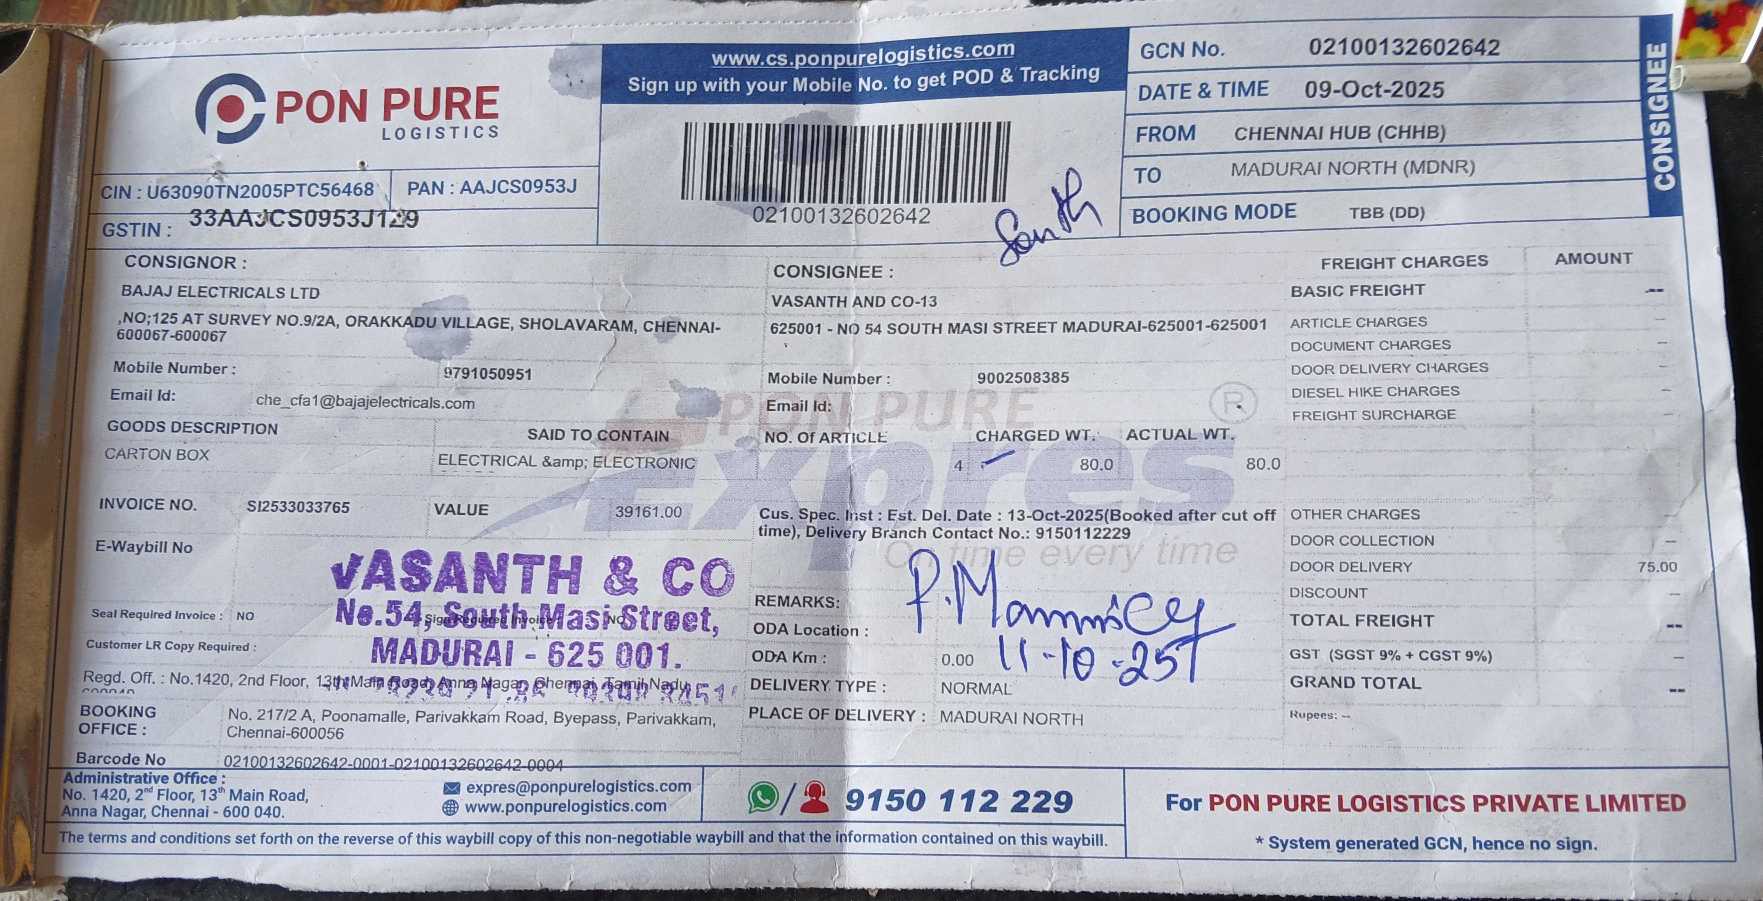 PON PURE
LOGISTICS
CIN : U63090TN2005PTC56468
PAN : AAJCS0953J
GSTIN : 33AAJCS0953J1Z9
www.cs.ponpurelogistics.com
Sign up with your Mobile No. to get POD & Tracking
02100132602642
GCN No. 02100132602642
DATE & TIME 09-Oct-2025
FROM CHENNAI HUB (CHHB)
TO MADURAI NORTH (MDNR)
BOOKING MODE TBB (DD)
CONSIGNEE
CONSIGNOR :
BAJAJ ELECTRICALS LTD
,NO;125 AT SURVEY NO.9/2A, ORAKKADU VILLAGE, SHOLAVARAM, CHENNAI-
600067-600067
Mobile Number : 9791050951
Email Id: che_cfa1@bajajelectricals.com
CONSIGNEE :
VASANTH AND CO-13
625001 - NO 54 SOUTH MASI STREET MADURAI-625001-625001
Mobile Number : 9002508385
Email Id:
PON PURE
Expres
®
On time every time
GOODS DESCRIPTION SAID TO CONTAIN NO. Of ARTICLE CHARGED WT. ACTUAL WT.
CARTON BOX ELECTRICAL &amp; ELECTRONIC 4 80.0 80.0
INVOICE NO. SI2533033765 VALUE 39161.00
Cus. Spec. Inst : Est. Del. Date : 13-Oct-2025(Booked after cut off
time), Delivery Branch Contact No.: 9150112229
E-Waybill No
VASANTH & CO
No.54, South Masi Street,
MADURAI - 625 001.
Seal Required Invoice : NO
Sign Required Invoice : NO
Customer LR Copy Required :
Regd. Off. : No.1420, 2nd Floor, 13th Main Road, Anna Nagar, Chennai, Tamil Nadu
BOOKING OFFICE : No. 217/2 A, Poonamalle, Parivakkam Road, Byepass, Parivakkam,
Chennai-600056
Barcode No 02100132602642-0001-02100132602642-0004
REMARKS:
ODA Location :
ODA Km : 0.00
11-10-25
DELIVERY TYPE : NORMAL
PLACE OF DELIVERY : MADURAI NORTH
FREIGHT CHARGES AMOUNT
BASIC FREIGHT --
ARTICLE CHARGES --
DOCUMENT CHARGES --
DOOR DELIVERY CHARGES --
DIESEL HIKE CHARGES --
FREIGHT SURCHARGE --
OTHER CHARGES
DOOR COLLECTION --
DOOR DELIVERY 75.00
DISCOUNT --
TOTAL FREIGHT --
GST (SGST 9% + CGST 9%) --
GRAND TOTAL --
Rupees: --
Administrative Office :
No. 1420, 2nd Floor, 13th Main Road,
Anna Nagar, Chennai - 600 040.
expres@ponpurelogistics.com
www.ponpurelogistics.com
9150 112 229
For PON PURE LOGISTICS PRIVATE LIMITED
* System generated GCN, hence no sign.
The terms and conditions set forth on the reverse of this waybill copy of this non-negotiable waybill and that the information contained on this waybill.